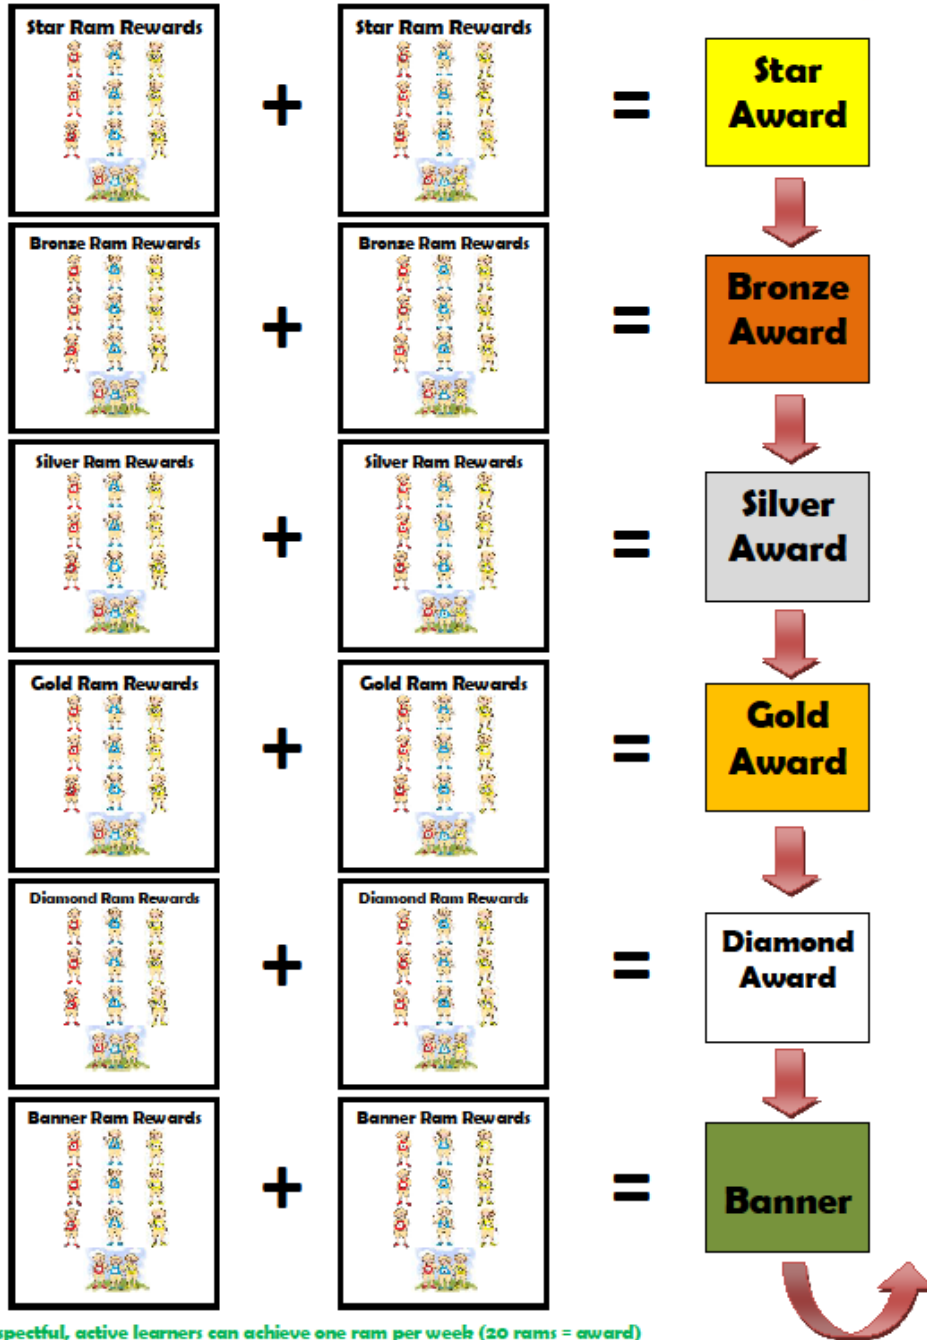 Star Ram Rewards
+
Star Ram Rewards
=
Star
Award
Bronze Ram Rewards
+
Bronze Ram Rewards
=
Bronze
Award
Silver Ram Rewards
+
Silver Ram Rewards
=
Silver
Award
Gold Ram Rewards
+
Gold Ram Rewards
=
Gold
Award
Diamond Ram Rewards
+
Diamond Ram Rewards
=
Diamond
Award
Banner Ram Rewards
+
Banner Ram Rewards
=
Banner
spectful, active learners can achieve one ram per week (20 rams = award)